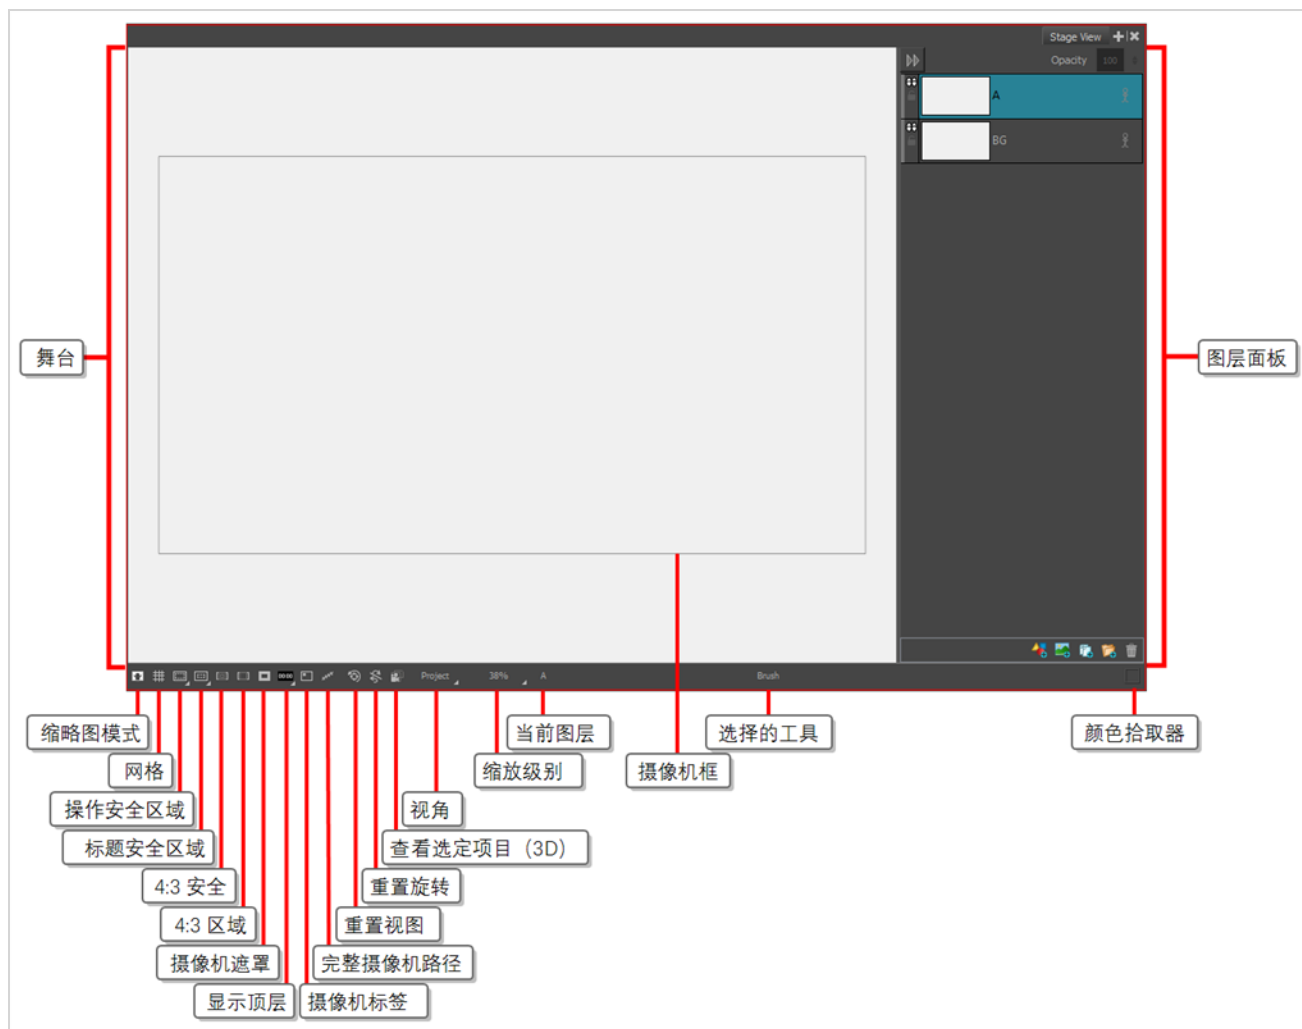 Stage View
Opacity 100
A
BG
舞台
图层面板
00:00 Project 38% A Brush
缩略图模式
当前图层
选择的工具
颜色拾取器
网格
缩放级别
摄像机框
操作安全区域
视角
标题安全区域
查看选定项目（3D）
4:3 安全
重置旋转
4:3 区域
重置视图
摄像机遮罩
完整摄像机路径
显示顶层
摄像机标签